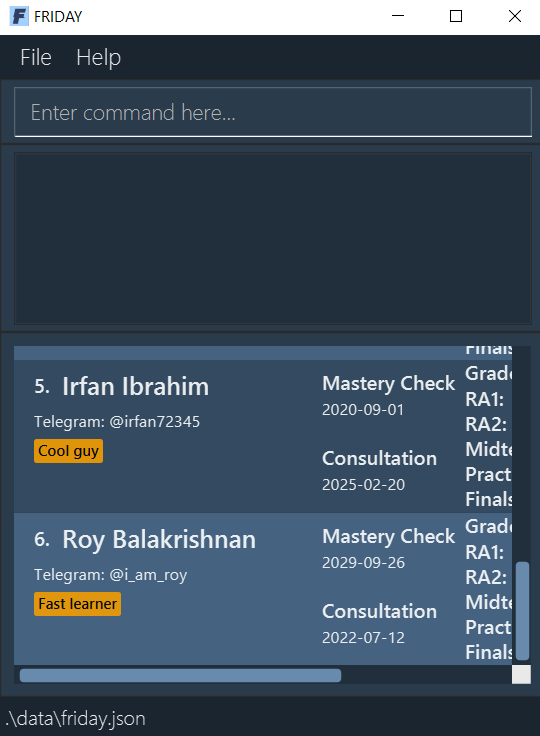 F FRIDAY
File Help
Enter command here...
Finals
5. Irfan Ibrahim
Telegram: @irfan72345
Cool guy
Mastery Check
2020-09-01
Consultation
2025-02-20
Grade
RA1:
RA2:
Midte
Pract
Finals
6. Roy Balakrishnan
Telegram: @i_am_roy
Fast learner
Mastery Check
2029-09-26
Consultation
2022-07-12
Grade
RA1:
RA2:
Midte
Pract
Finals
.\data\friday.json